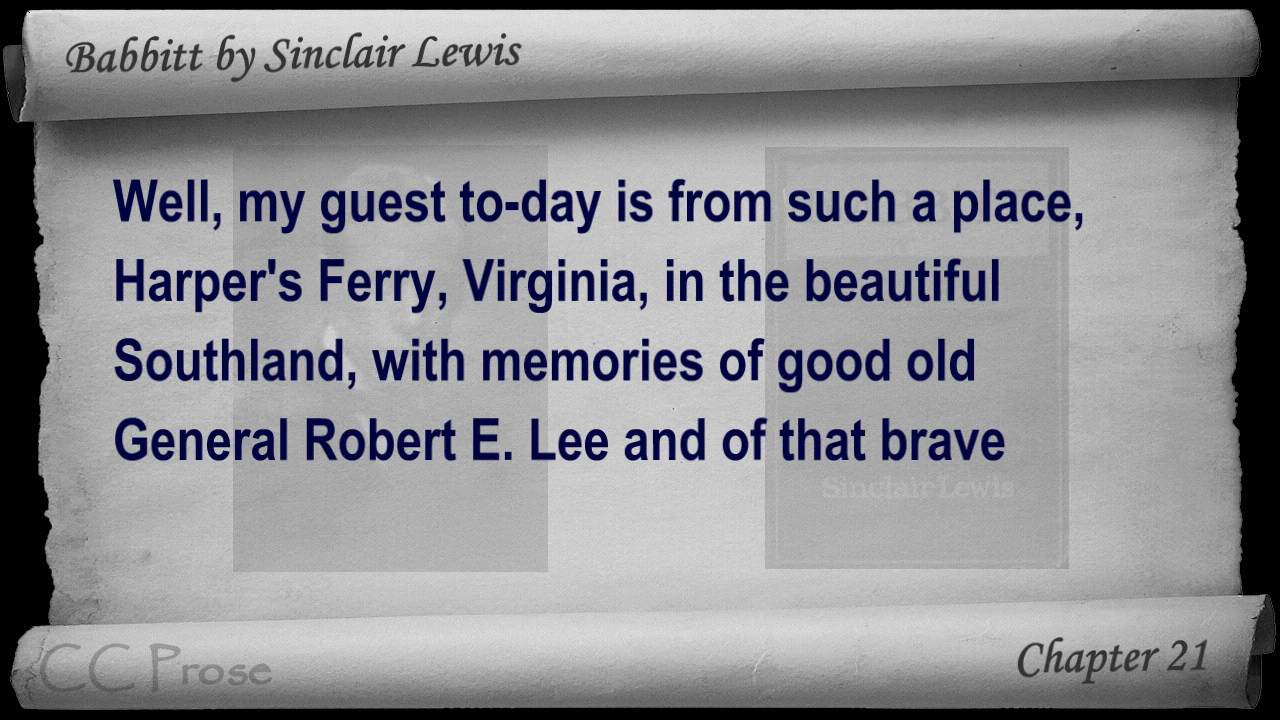 Babbitt by Sinclair Lewis
Well, my guest to-day is from such a place,
Harper's Ferry, Virginia, in the beautiful
Southland, with memories of good old
General Robert E. Lee and of that brave
Sinclair Lewis
CC Prose
Chapter 21